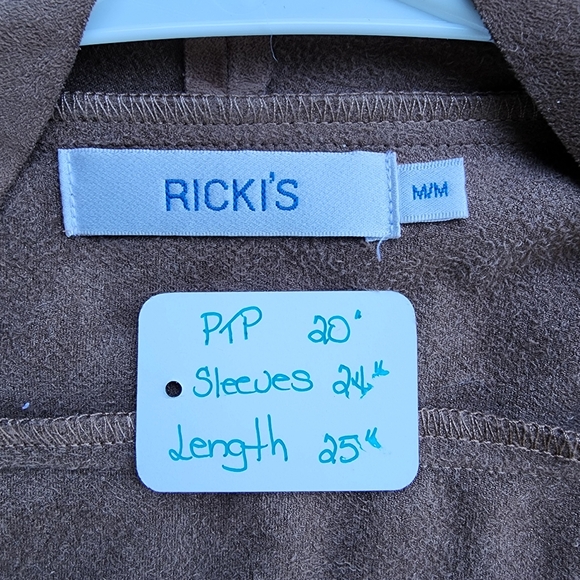 RICKI'S
M/M
PTP 20"
Sleeves 24"
Length 25"